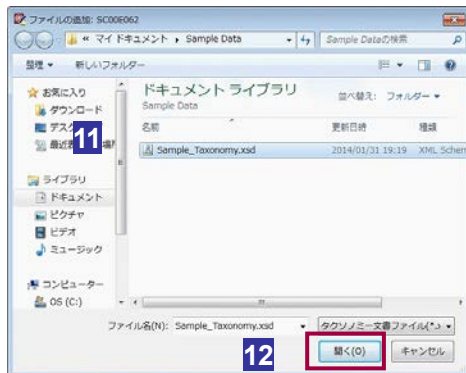 ファイルの追加: SC00E062
« マイ ドキュメント ▸ Sample Data
Sample Dataの検索
整理 ▼ 新しいフォルダー
お気に入り
ダウンロード
デスク
11
最近表
場所
ライブラリ
ドキュメント
ピクチャ
ビデオ
ミュージック
コンピューター
OS (C:)
ドキュメント ライブラリ
Sample Data
並べ替え: フォルダー ▼
名前 更新日時 種類
Sample_Taxonomy.xsd 2014/01/31 19:19 XML Schem
ファイル名(N): Sample_Taxonomy.xsd
タクソノミー文書ファイル(*.x
12
開く(O)
キャンセル